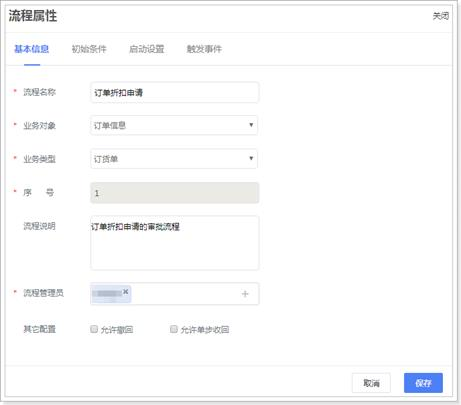 流程属性 关闭
基本信息 初始条件 启动设置 触发事件
* 流程名称 订单折扣申请
* 业务对象 订单信息
* 业务类型 订货单
* 序 号 1
流程说明 订单折扣申请的审批流程
* 流程管理员
其它配置 允许撤回 允许单步收回
取消 保存